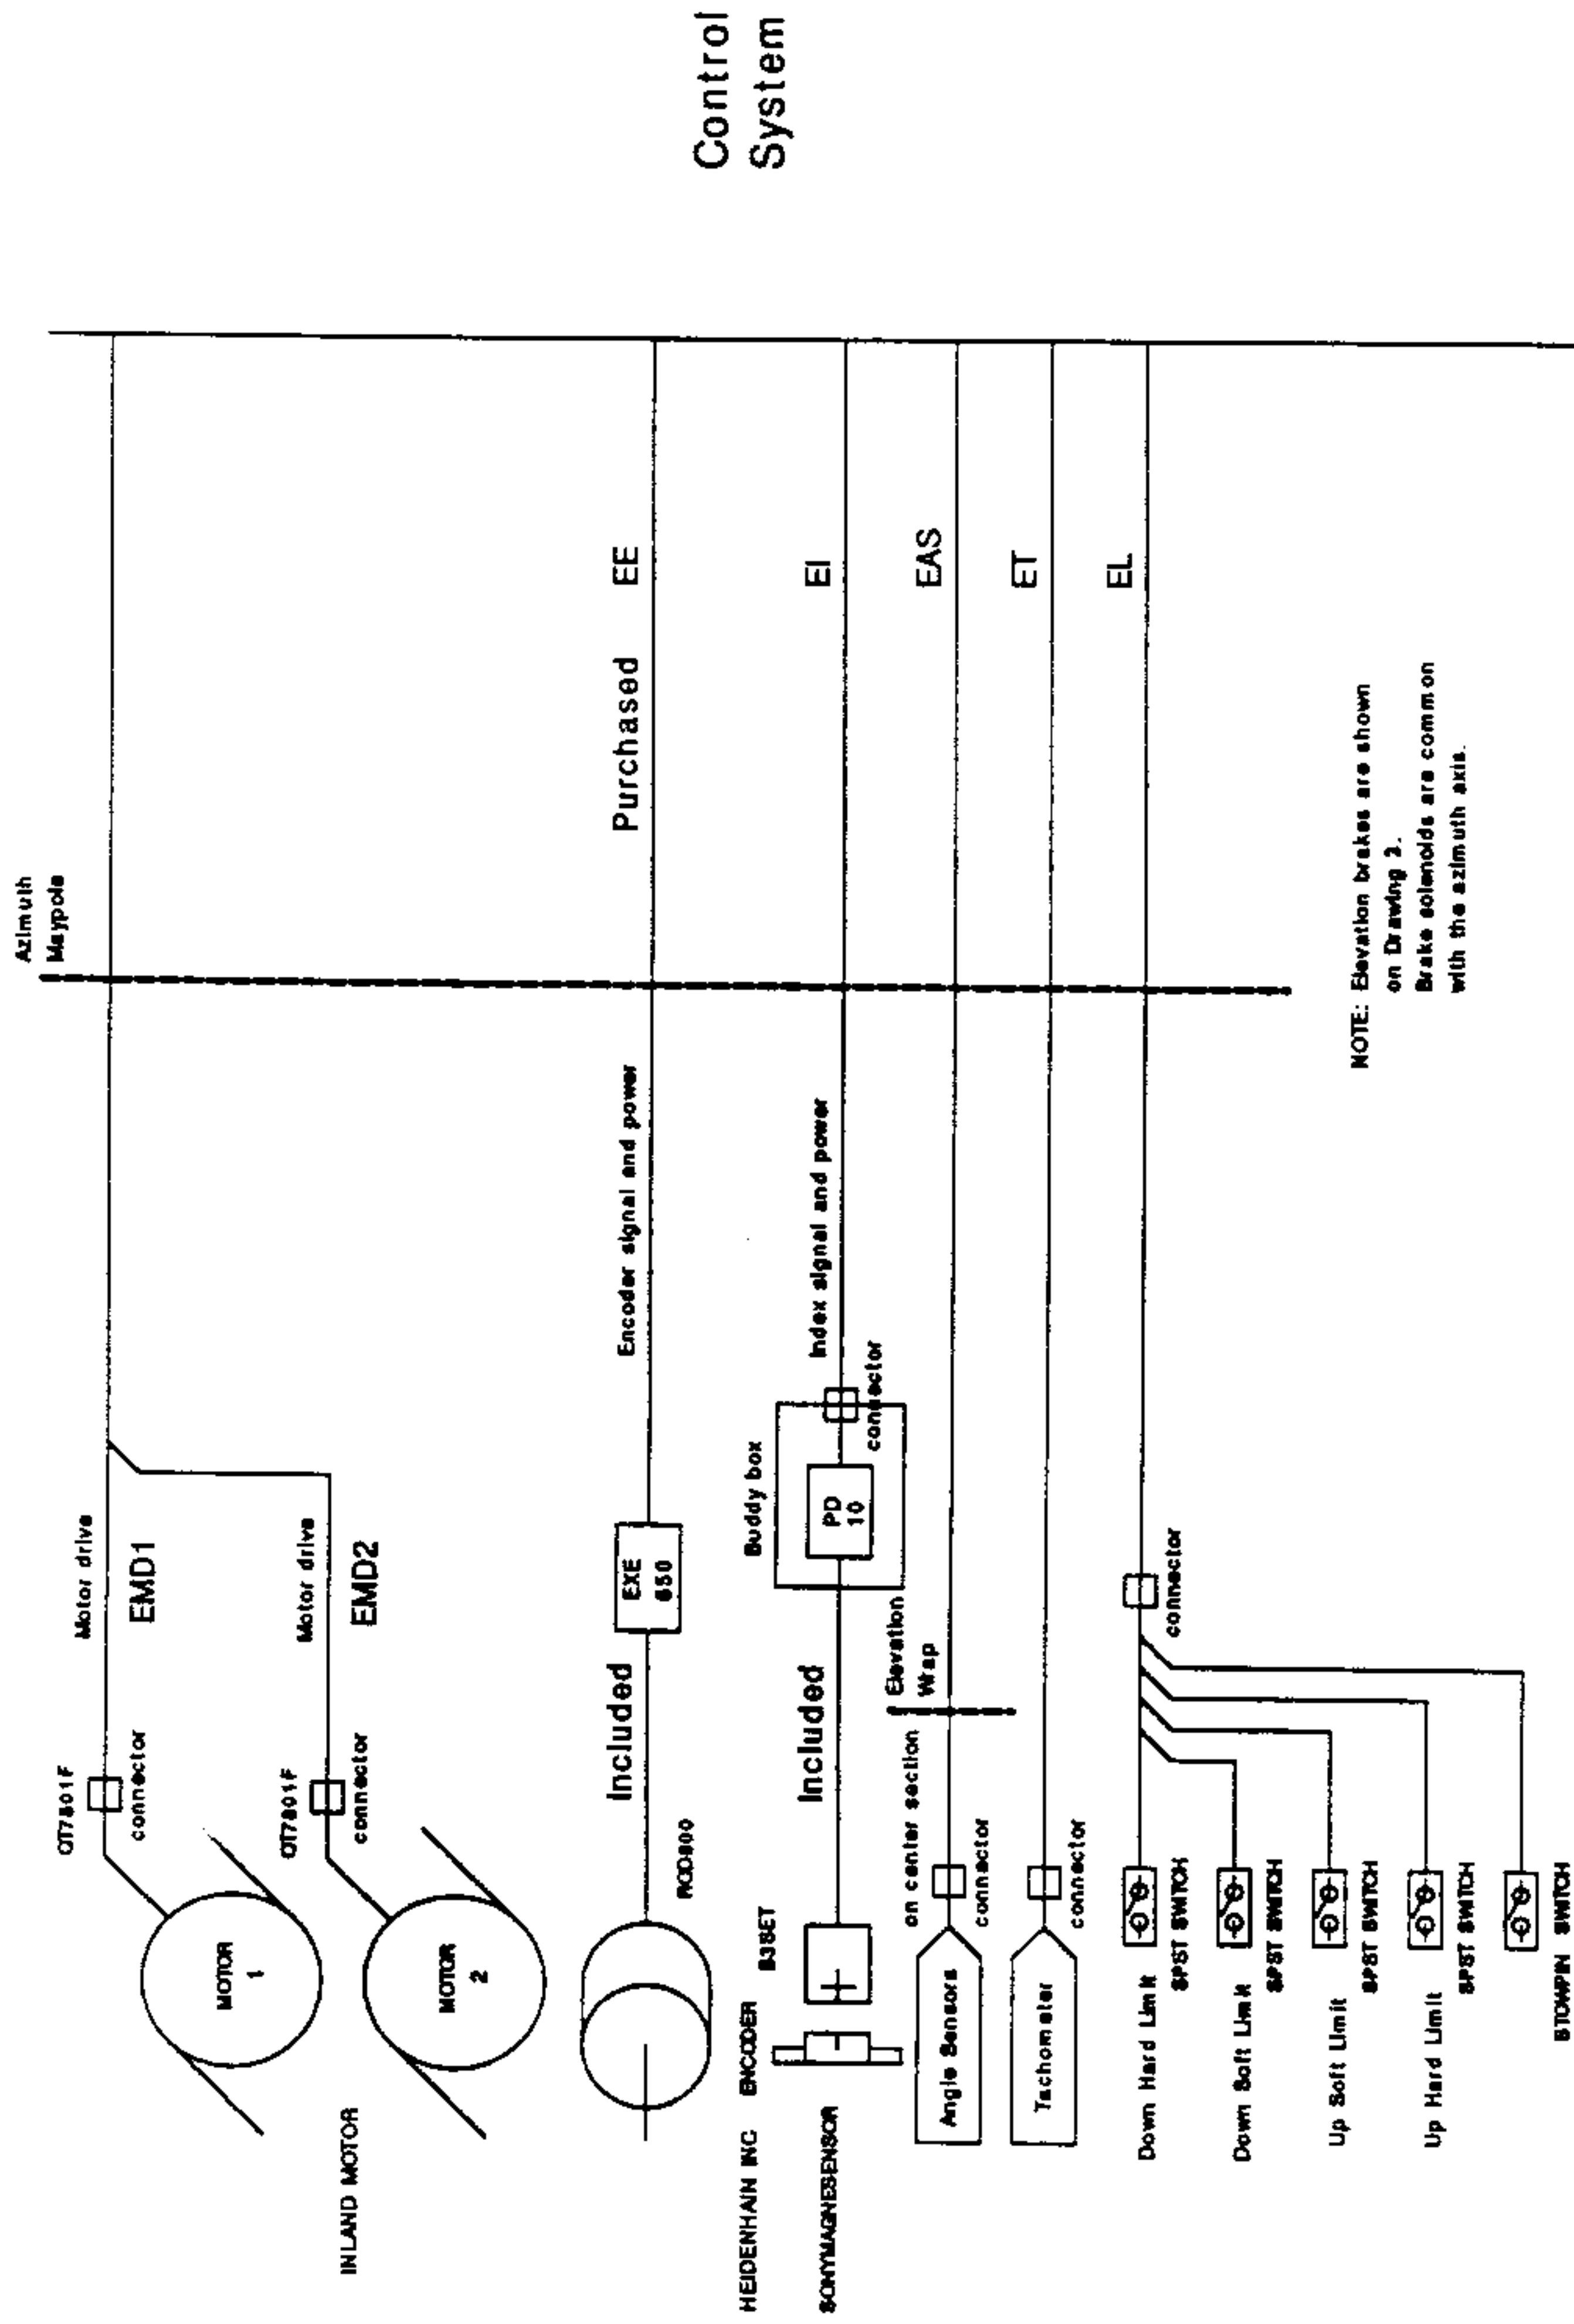 Azimuth
Maypole
Control
System
QT7801F
connector
Motor drive
EMD1
MOTOR
1
QT7801F
connector
Motor drive
EMD2
MOTOR
2
INLAND MOTOR
Included
EXE
650
Encoder signal and power
Purchased
EE
ROD800
HEIDENHAIN INC ENCODER
Buddy box
PD
10
connector
Index signal and power
EI
Included
SONYMAGNESENSOR
Elevation
Wrap
on center section
Angle Sensors
connector
EAS
Tachometer
connector
ET
connector
EL
Down Hard Limit
SPST SWITCH
Down Soft Limit
SPST SWITCH
Up Soft Limit
SPST SWITCH
Up Hard Limit
SPST SWITCH
STOWPIN SWITCH
NOTE: Elevation brakes are shown
on Drawing 2.
Brake solenoids are common
with the azimuth axis.